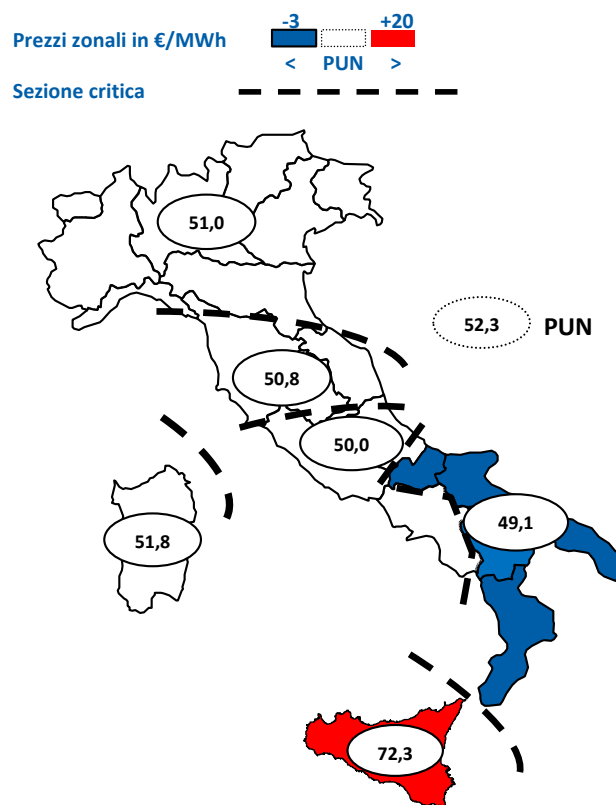 -3 +20
Prezzi zonali in €/MWh
< PUN >
Sezione critica
51,0
52,3 PUN
50,8
50,0
49,1
51,8
72,3